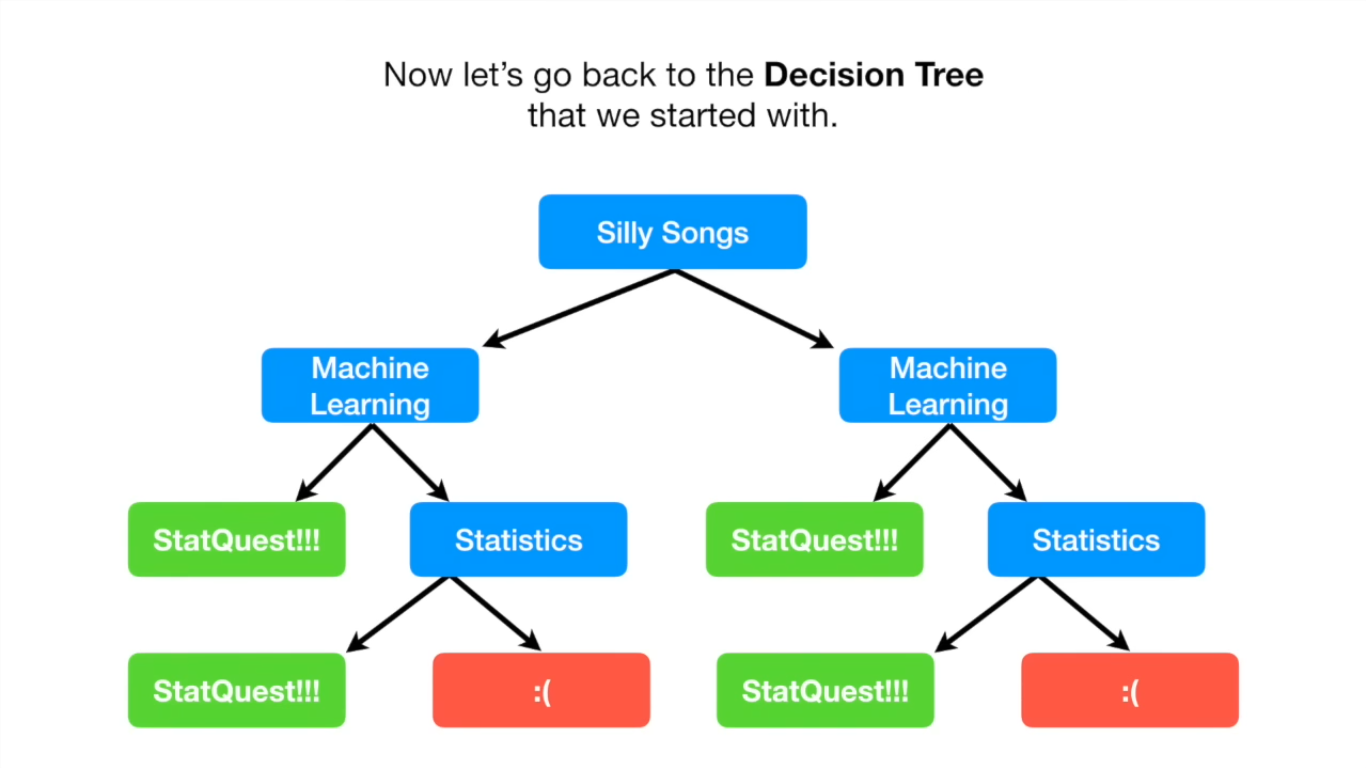 Now let's go back to the Decision Tree
that we started with.
Silly Songs
Machine
Learning
Machine
Learning
StatQuest!!!
Statistics
StatQuest!!!
Statistics
StatQuest!!!
:(
StatQuest!!!
:(